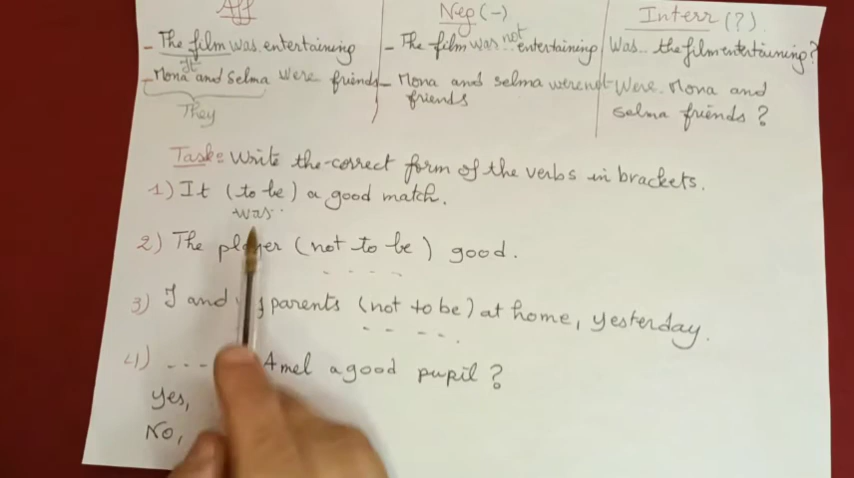 Aff
Neg (-)
Interr (?)
- The film was entertaining
It
- Mona and Selma were friends
They
- The film was not entertaining
- Mona and selma were not
friends
Was.. the film entertaining?
- Were. Mona and
Selma friends?
Task: Write the correct form of the verbs in brackets.
1) It (to be) a good match.
was
2) The player (not to be) good.
. . . .
3) I and parents (not to be) at home, yesterday.
. . . . .
4) .... Amel a good pupil?
Yes,
No,